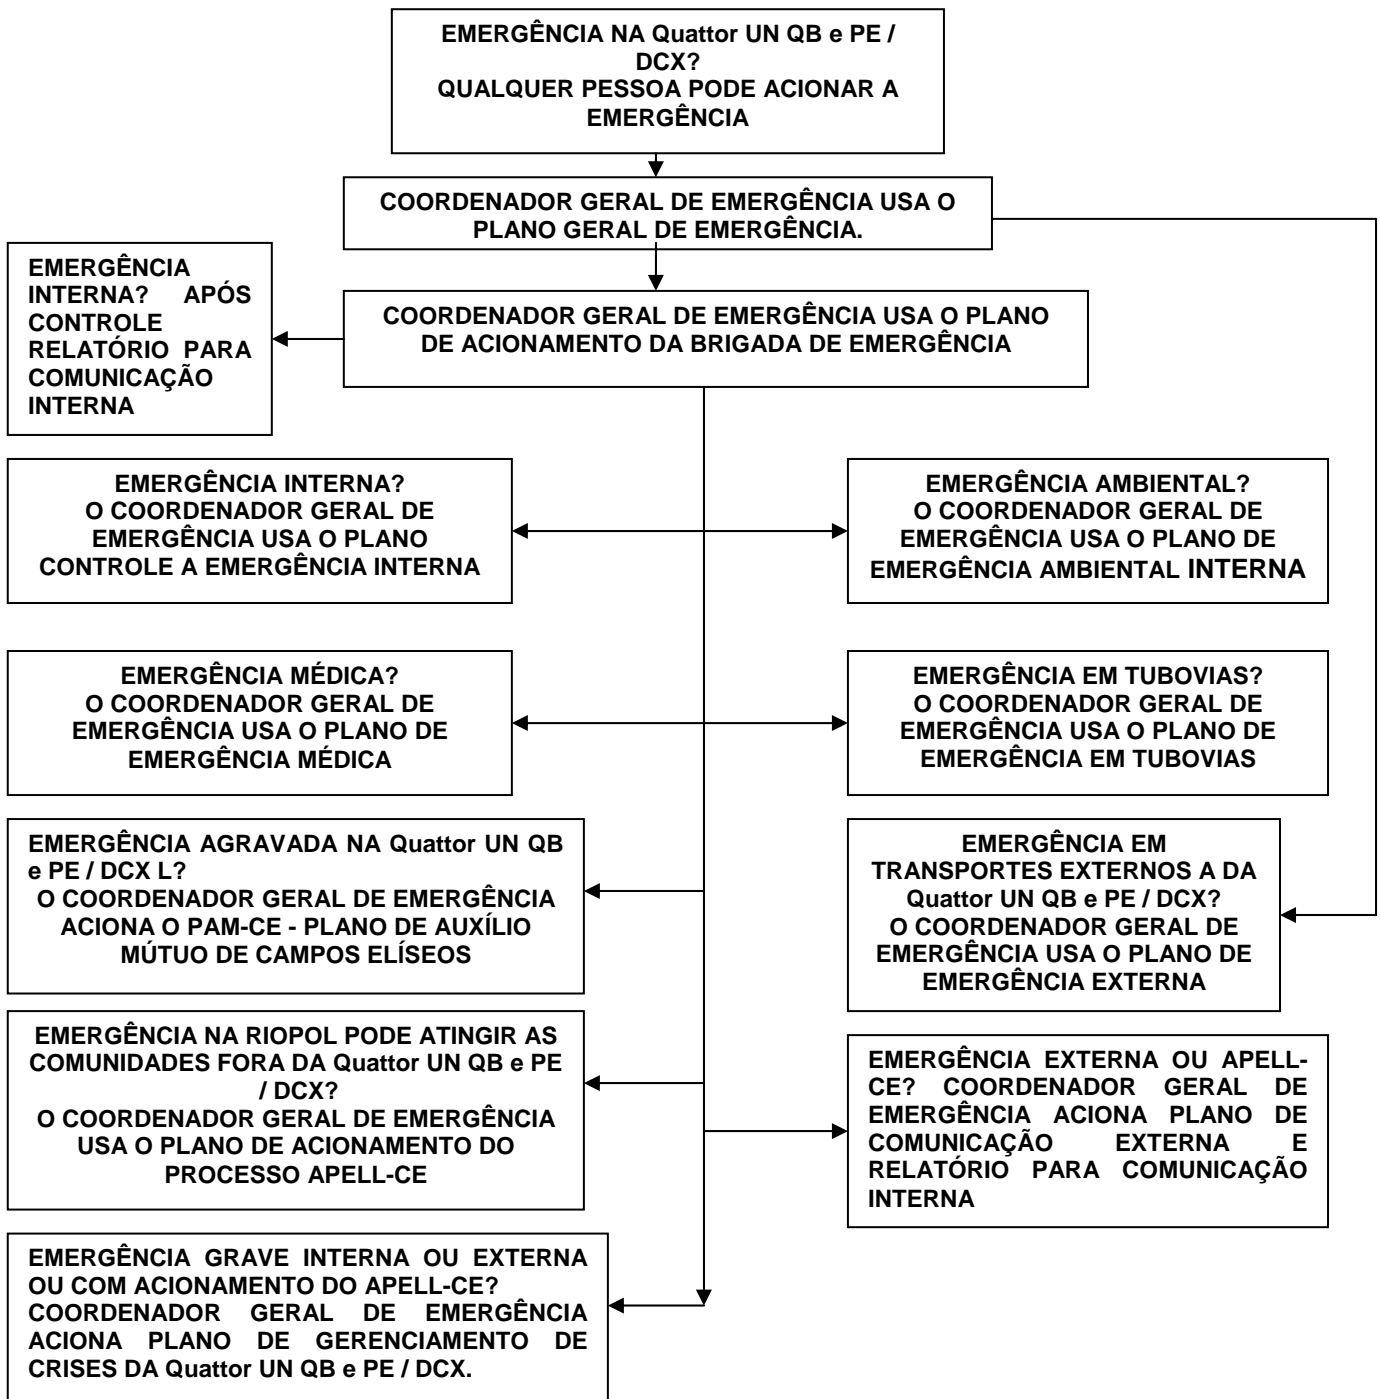 EMERGÊNCIA NA Quattor UN QB e PE /
DCX?
QUALQUER PESSOA PODE ACIONAR A
EMERGÊNCIA
COORDENADOR GERAL DE EMERGÊNCIA USA O
PLANO GERAL DE EMERGÊNCIA.
EMERGÊNCIA
INTERNA? APÓS
CONTROLE
RELATÓRIO PARA
COMUNICAÇÃO
INTERNA
COORDENADOR GERAL DE EMERGÊNCIA USA O PLANO
DE ACIONAMENTO DA BRIGADA DE EMERGÊNCIA
EMERGÊNCIA INTERNA?
O COORDENADOR GERAL DE
EMERGÊNCIA USA O PLANO
CONTROLE A EMERGÊNCIA INTERNA
EMERGÊNCIA AMBIENTAL?
O COORDENADOR GERAL DE
EMERGÊNCIA USA O PLANO DE
EMERGÊNCIA AMBIENTAL INTERNA
EMERGÊNCIA MÉDICA?
O COORDENADOR GERAL DE
EMERGÊNCIA USA O PLANO DE
EMERGÊNCIA MÉDICA
EMERGÊNCIA EM TUBOVIAS?
O COORDENADOR GERAL DE
EMERGÊNCIA USA O PLANO DE
EMERGÊNCIA EM TUBOVIAS
EMERGÊNCIA AGRAVADA NA Quattor UN QB
e PE / DCX L?
O COORDENADOR GERAL DE EMERGÊNCIA
ACIONA O PAM-CE - PLANO DE AUXÍLIO
MÚTUO DE CAMPOS ELÍSEOS
EMERGÊNCIA EM
TRANSPORTES EXTERNOS A DA
Quattor UN QB e PE / DCX?
O COORDENADOR GERAL DE
EMERGÊNCIA USA O PLANO DE
EMERGÊNCIA EXTERNA
EMERGÊNCIA NA RIOPOL PODE ATINGIR AS
COMUNIDADES FORA DA Quattor UN QB e PE
/ DCX?
O COORDENADOR GERAL DE EMERGÊNCIA
USA O PLANO DE ACIONAMENTO DO
PROCESSO APELL-CE
EMERGÊNCIA EXTERNA OU APELL-
CE? COORDENADOR GERAL DE
EMERGÊNCIA ACIONA PLANO DE
COMUNICAÇÃO EXTERNA E
RELATÓRIO PARA COMUNICAÇÃO
INTERNA
EMERGÊNCIA GRAVE INTERNA OU EXTERNA
OU COM ACIONAMENTO DO APELL-CE?
COORDENADOR GERAL DE EMERGÊNCIA
ACIONA PLANO DE GERENCIAMENTO DE
CRISES DA Quattor UN QB e PE / DCX.